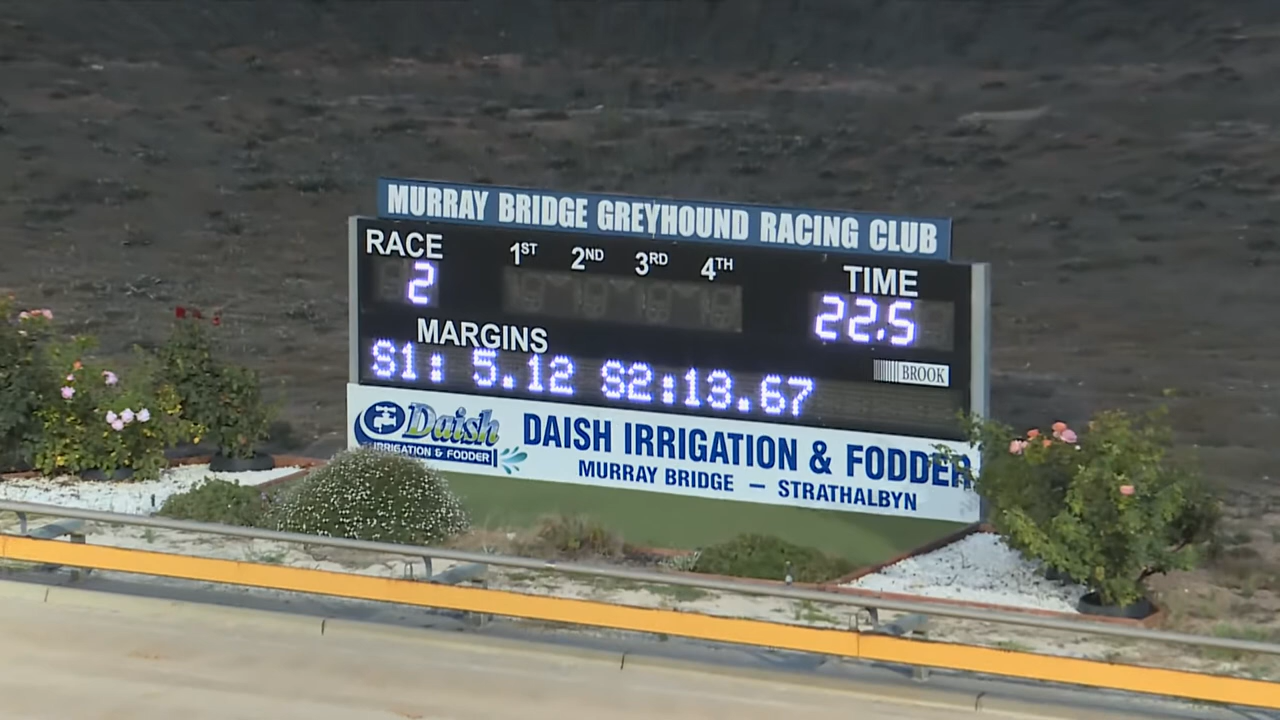 MURRAY BRIDGE GREYHOUND RACING CLUB
RACE 1ST 2ND 3RD 4TH TIME
2 22.5
MARGINS
S1: 5.12 S2:13.67
BROOK
Daish
IRRIGATION & FODDER
DAISH IRRIGATION & FODDER
MURRAY BRIDGE — STRATHALBYN